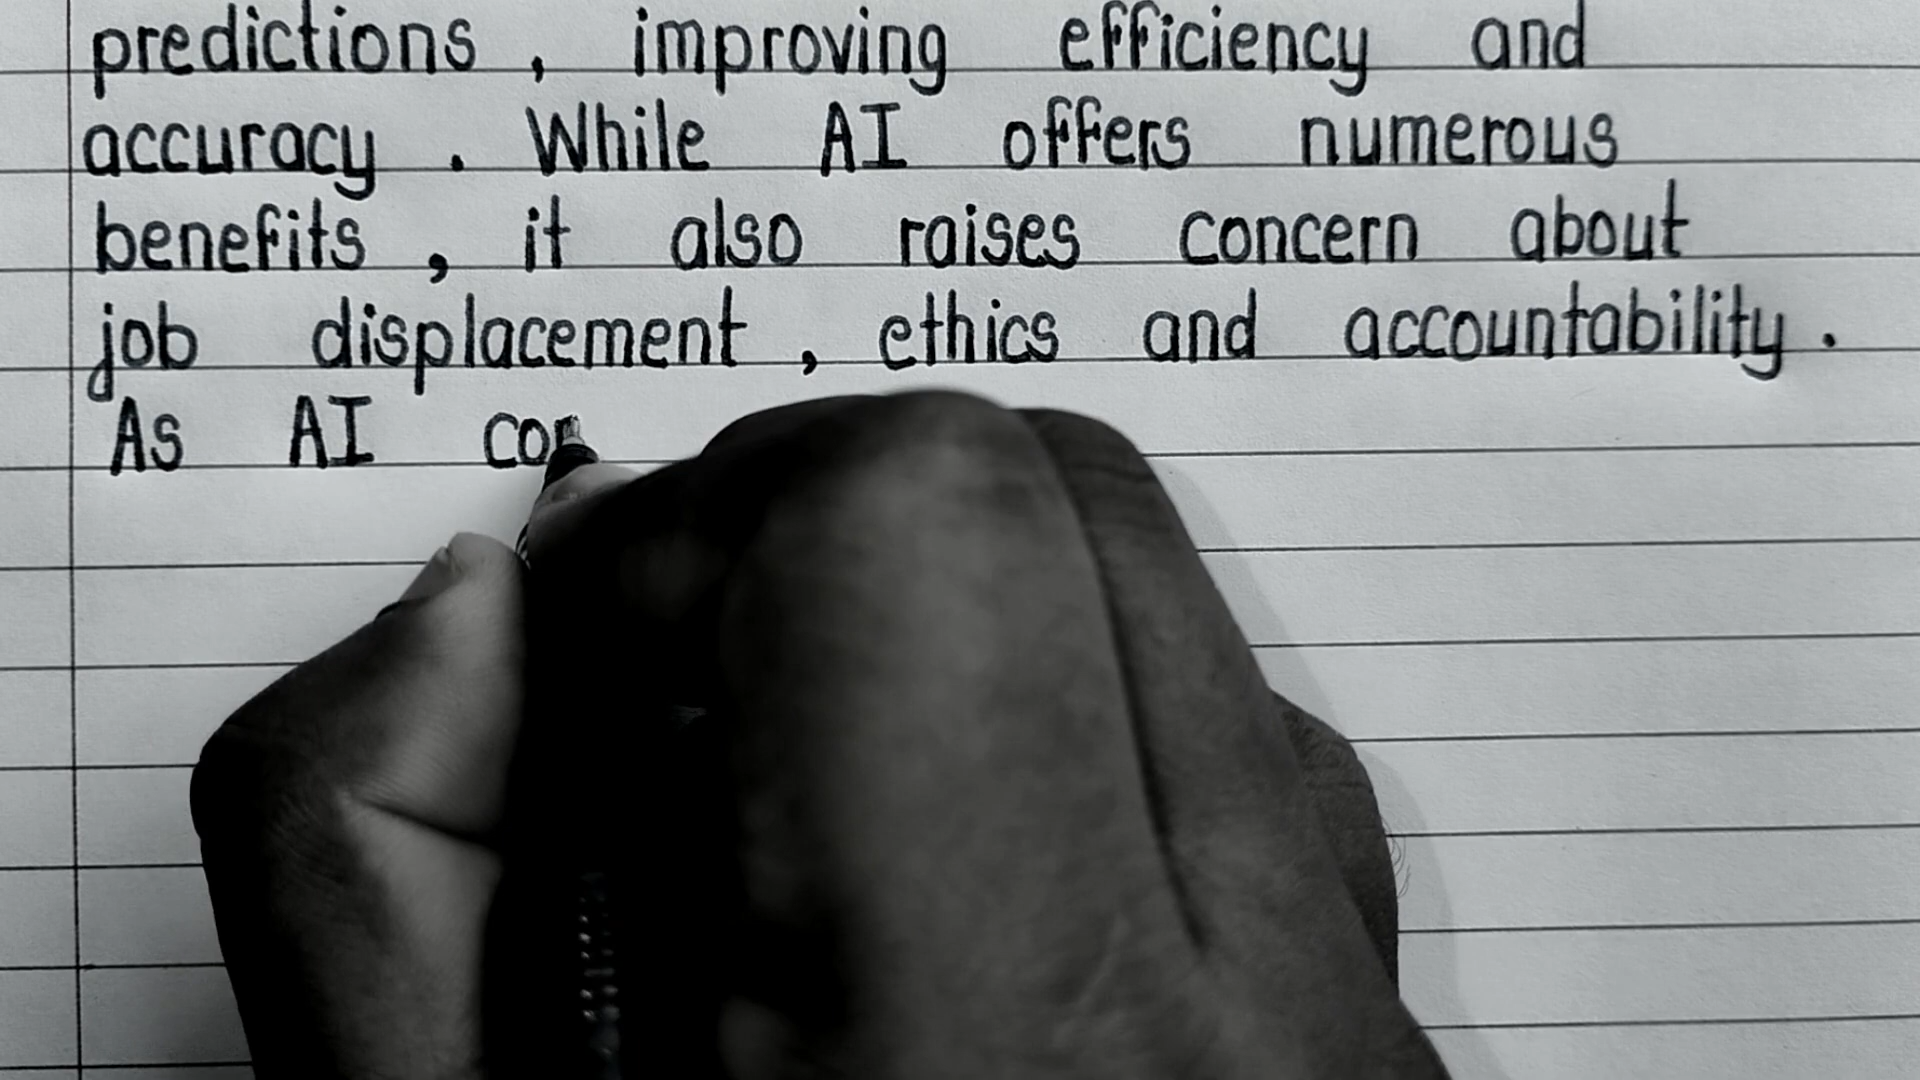 predictions , improving efficiency and
accuracy . While AI offers numerous
benefits , it also raises concern about
job displacement , ethics and accountability .
As AI con